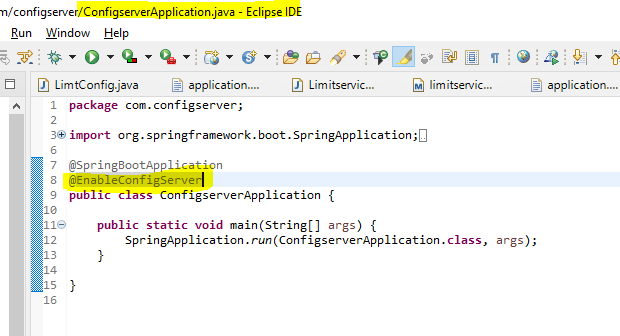 m/configserver/ConfigserverApplication.java - Eclipse IDE
Run Window Help
LimtConfig.java application.... Limitservic... limitservic... application....
1 package com.configserver;
2
3 import org.springframework.boot.SpringApplication;
6
7 @SpringBootApplication
8 @EnableConfigServer
9 public class ConfigserverApplication {
10
11 public static void main(String[] args) {
12 SpringApplication.run(ConfigserverApplication.class, args);
13 }
14
15 }
16